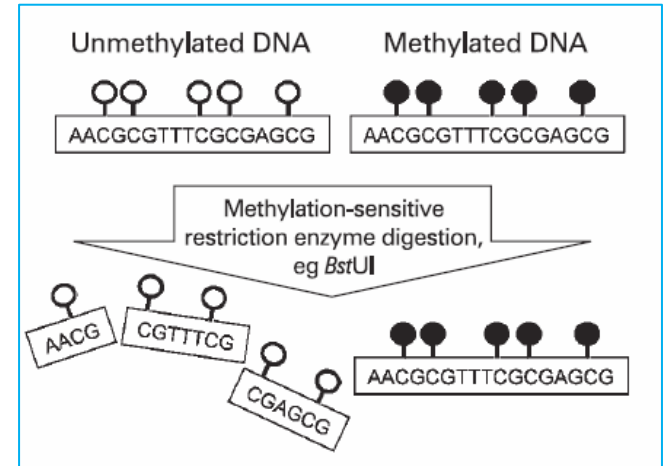 Unmethylated DNA
Methylated DNA
AACGCGTTTCGCGAGCG
AACGCGTTTCGCGAGCG
Methylation-sensitive
restriction enzyme digestion,
eg BstUI
AACG
CGTTTCG
CGAGCG
AACGCGTTTCGCGAGCG